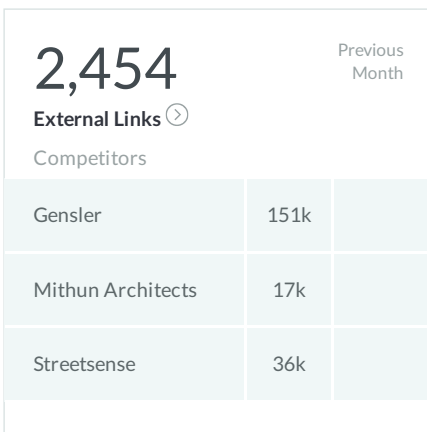 2,454
Previous
Month
External Links
Competitors
Gensler 151k
Mithun Architects 17k
Streetsense 36k